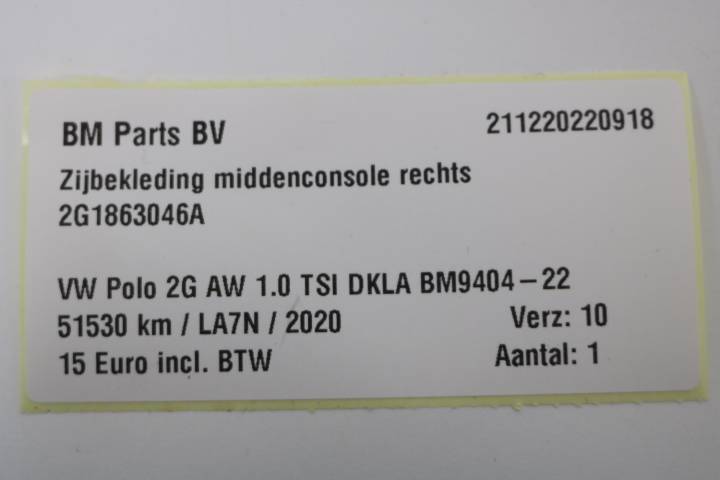 BM Parts BV 211220220918
Zijbekleding middenconsole rechts
2G1863046A
VW Polo 2G AW 1.0 TSI DKLA BM9404-22
51530 km / LA7N / 2020 Verz: 10
15 Euro incl. BTW Aantal: 1